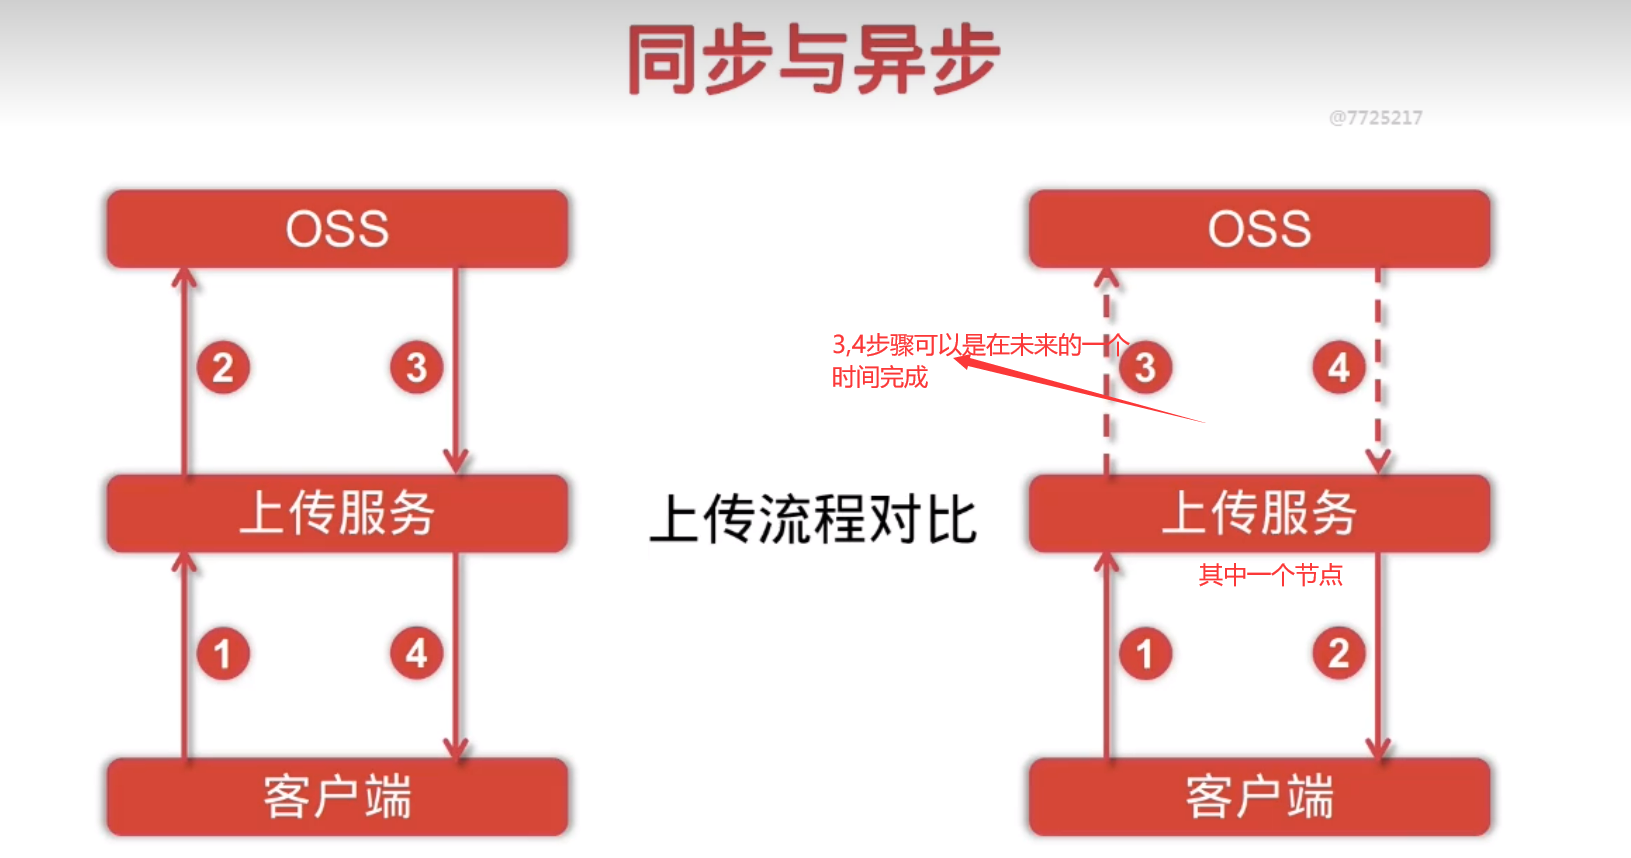 同步与异步
@7725217
OSS
2
3
上传服务
1
4
客户端
上传流程对比
OSS
3,4步骤可以是在未来的一个
时间完成
3
4
上传服务
其中一个节点
1
2
客户端